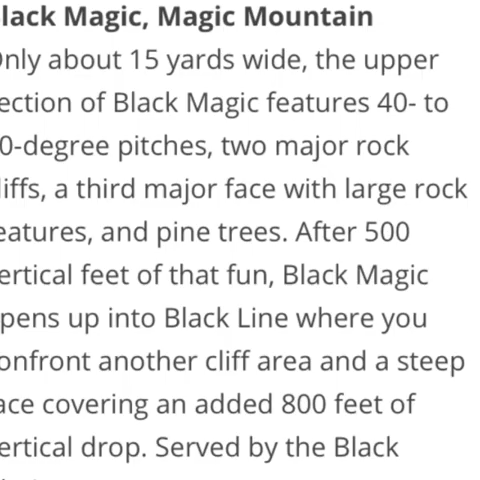 lack Magic, Magic Mountain
Only about 15 yards wide, the upper
ection of Black Magic features 40- to
0-degree pitches, two major rock
liffs, a third major face with large rock
eatures, and pine trees. After 500
ertical feet of that fun, Black Magic
pens up into Black Line where you
onfront another cliff area and a steep
ace covering an added 800 feet of
ertical drop. Served by the Black